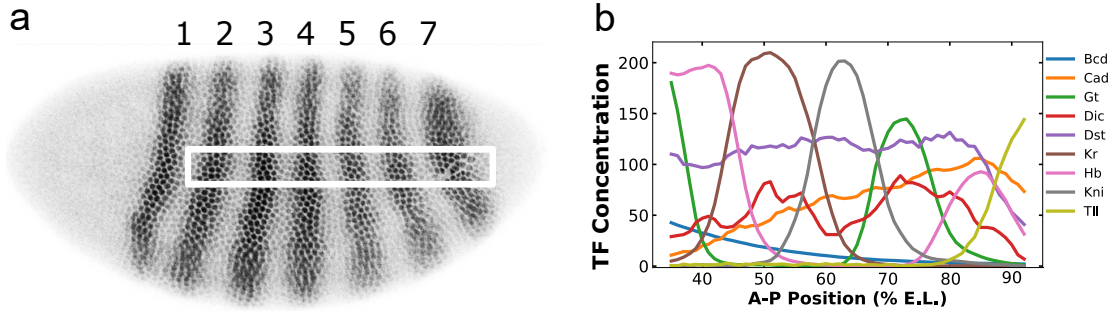 a
1 2 3 4 5 6 7
b
TF Concentration
200
150
100
50
0
40 50 60 70 80 90
A-P Position (% E.L.)
Bcd
Cad
Gt
Dic
Dst
Kr
Hb
Kni
Tll